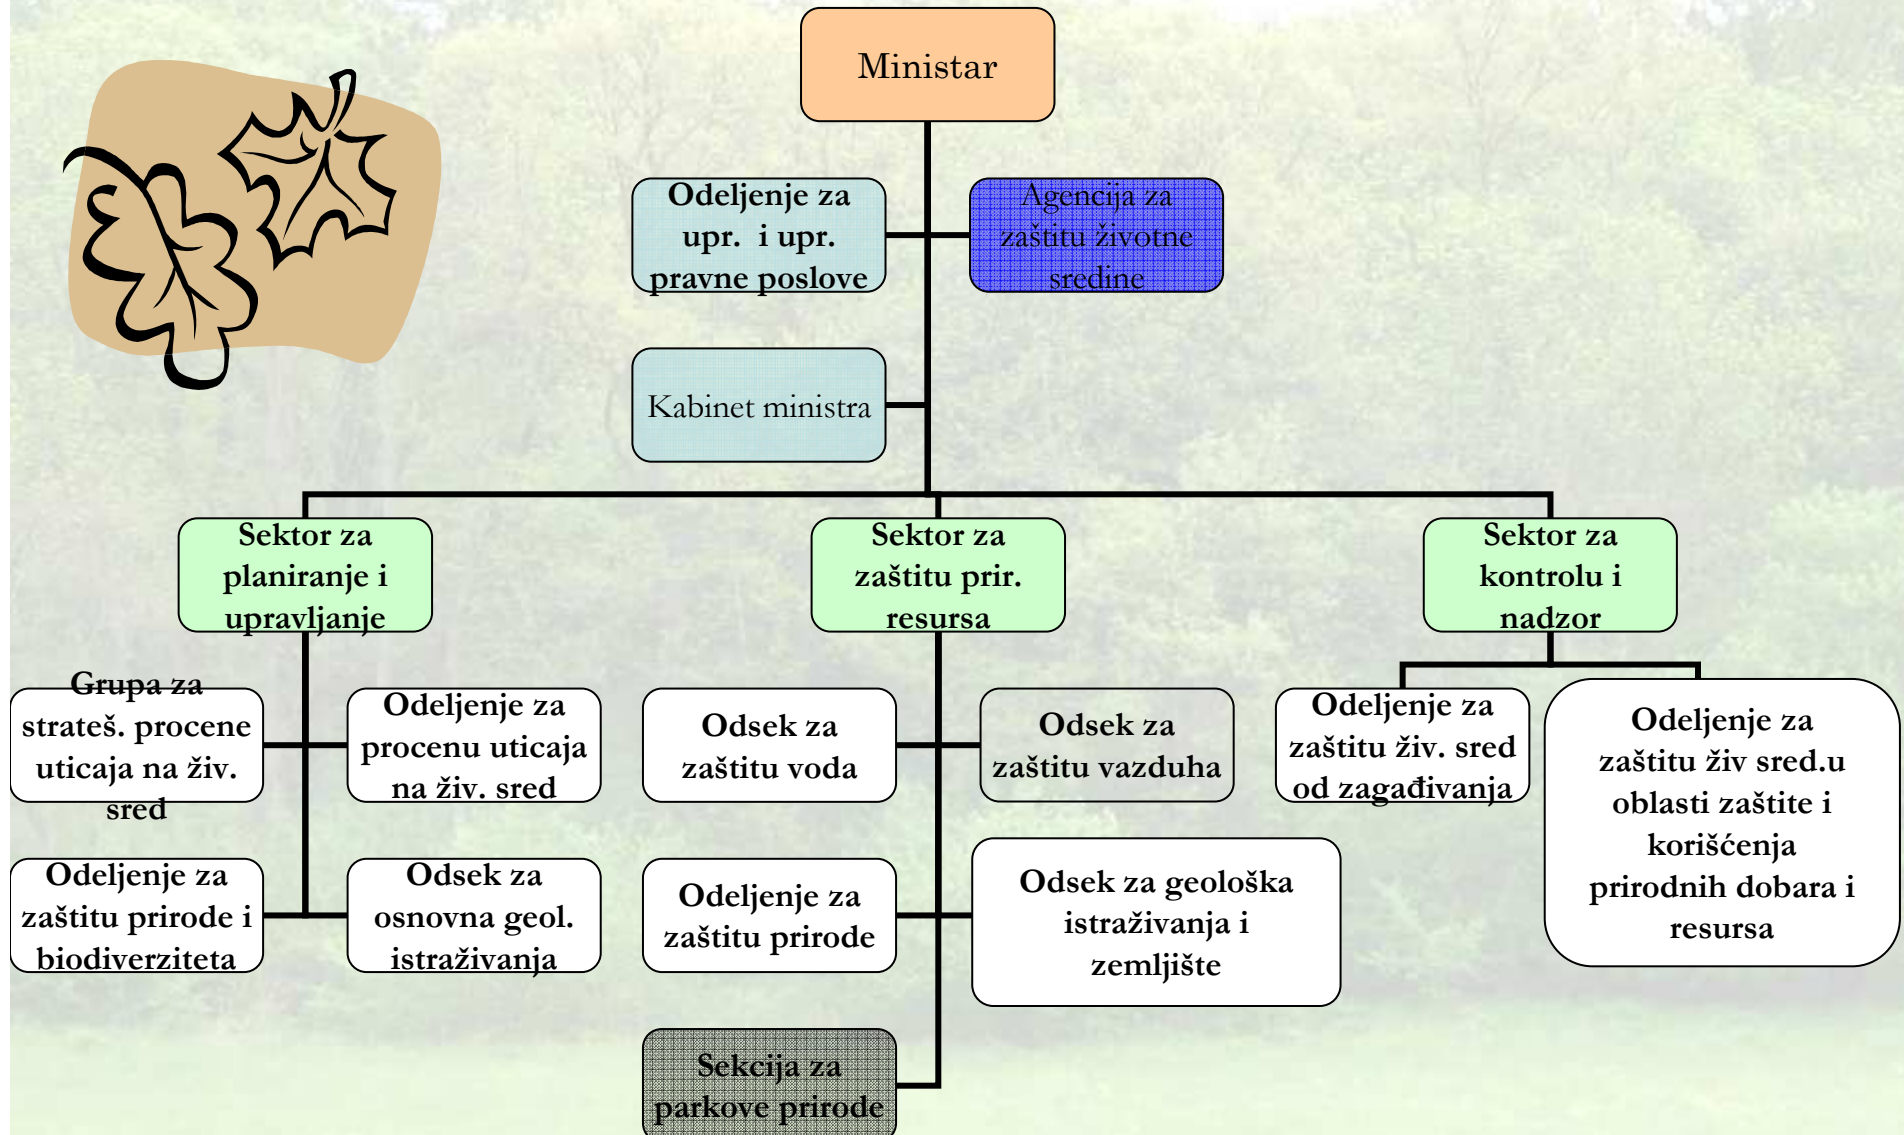 Ministar
Odeljenje za
upr.  i upr.
pravne poslove
Agencija za
zaštitu životne
sredine
Kabinet ministra
Sektor za
planiranje i
upravljanje
Sektor za
zaštitu prir.
resursa
Sektor za
kontrolu i
nadzor
Grupa za
strateš. procene
uticaja na živ.
sred
Odeljenje za
procenu uticaja
na živ. sred
Odsek za
zaštitu voda
Odsek za
zaštitu vazduha
Odeljenje za
zaštitu živ. sred
od zagađivanja
Odeljenje za
zaštitu živ sred.u
oblasti zaštite i
korišćenja
prirodnih dobara i
resursa
Odeljenje za
zaštitu prirode i
biodiverziteta
Odsek za
osnovna geol.
istraživanja
Odeljenje za
zaštitu prirode
Odsek za geološka
istraživanja i
zemljište
Sekcija za
parkove prirode